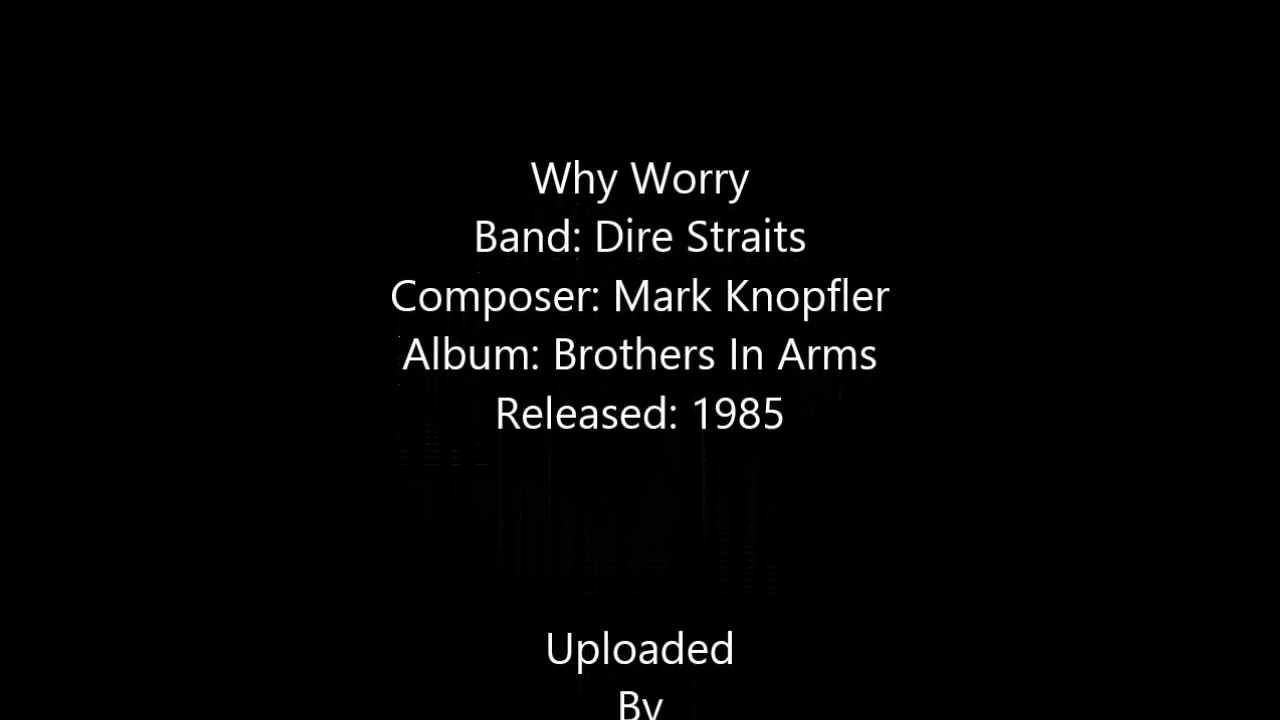 Why Worry
Band: Dire Straits
Composer: Mark Knopfler
Album: Brothers In Arms
Released: 1985
Uploaded
By